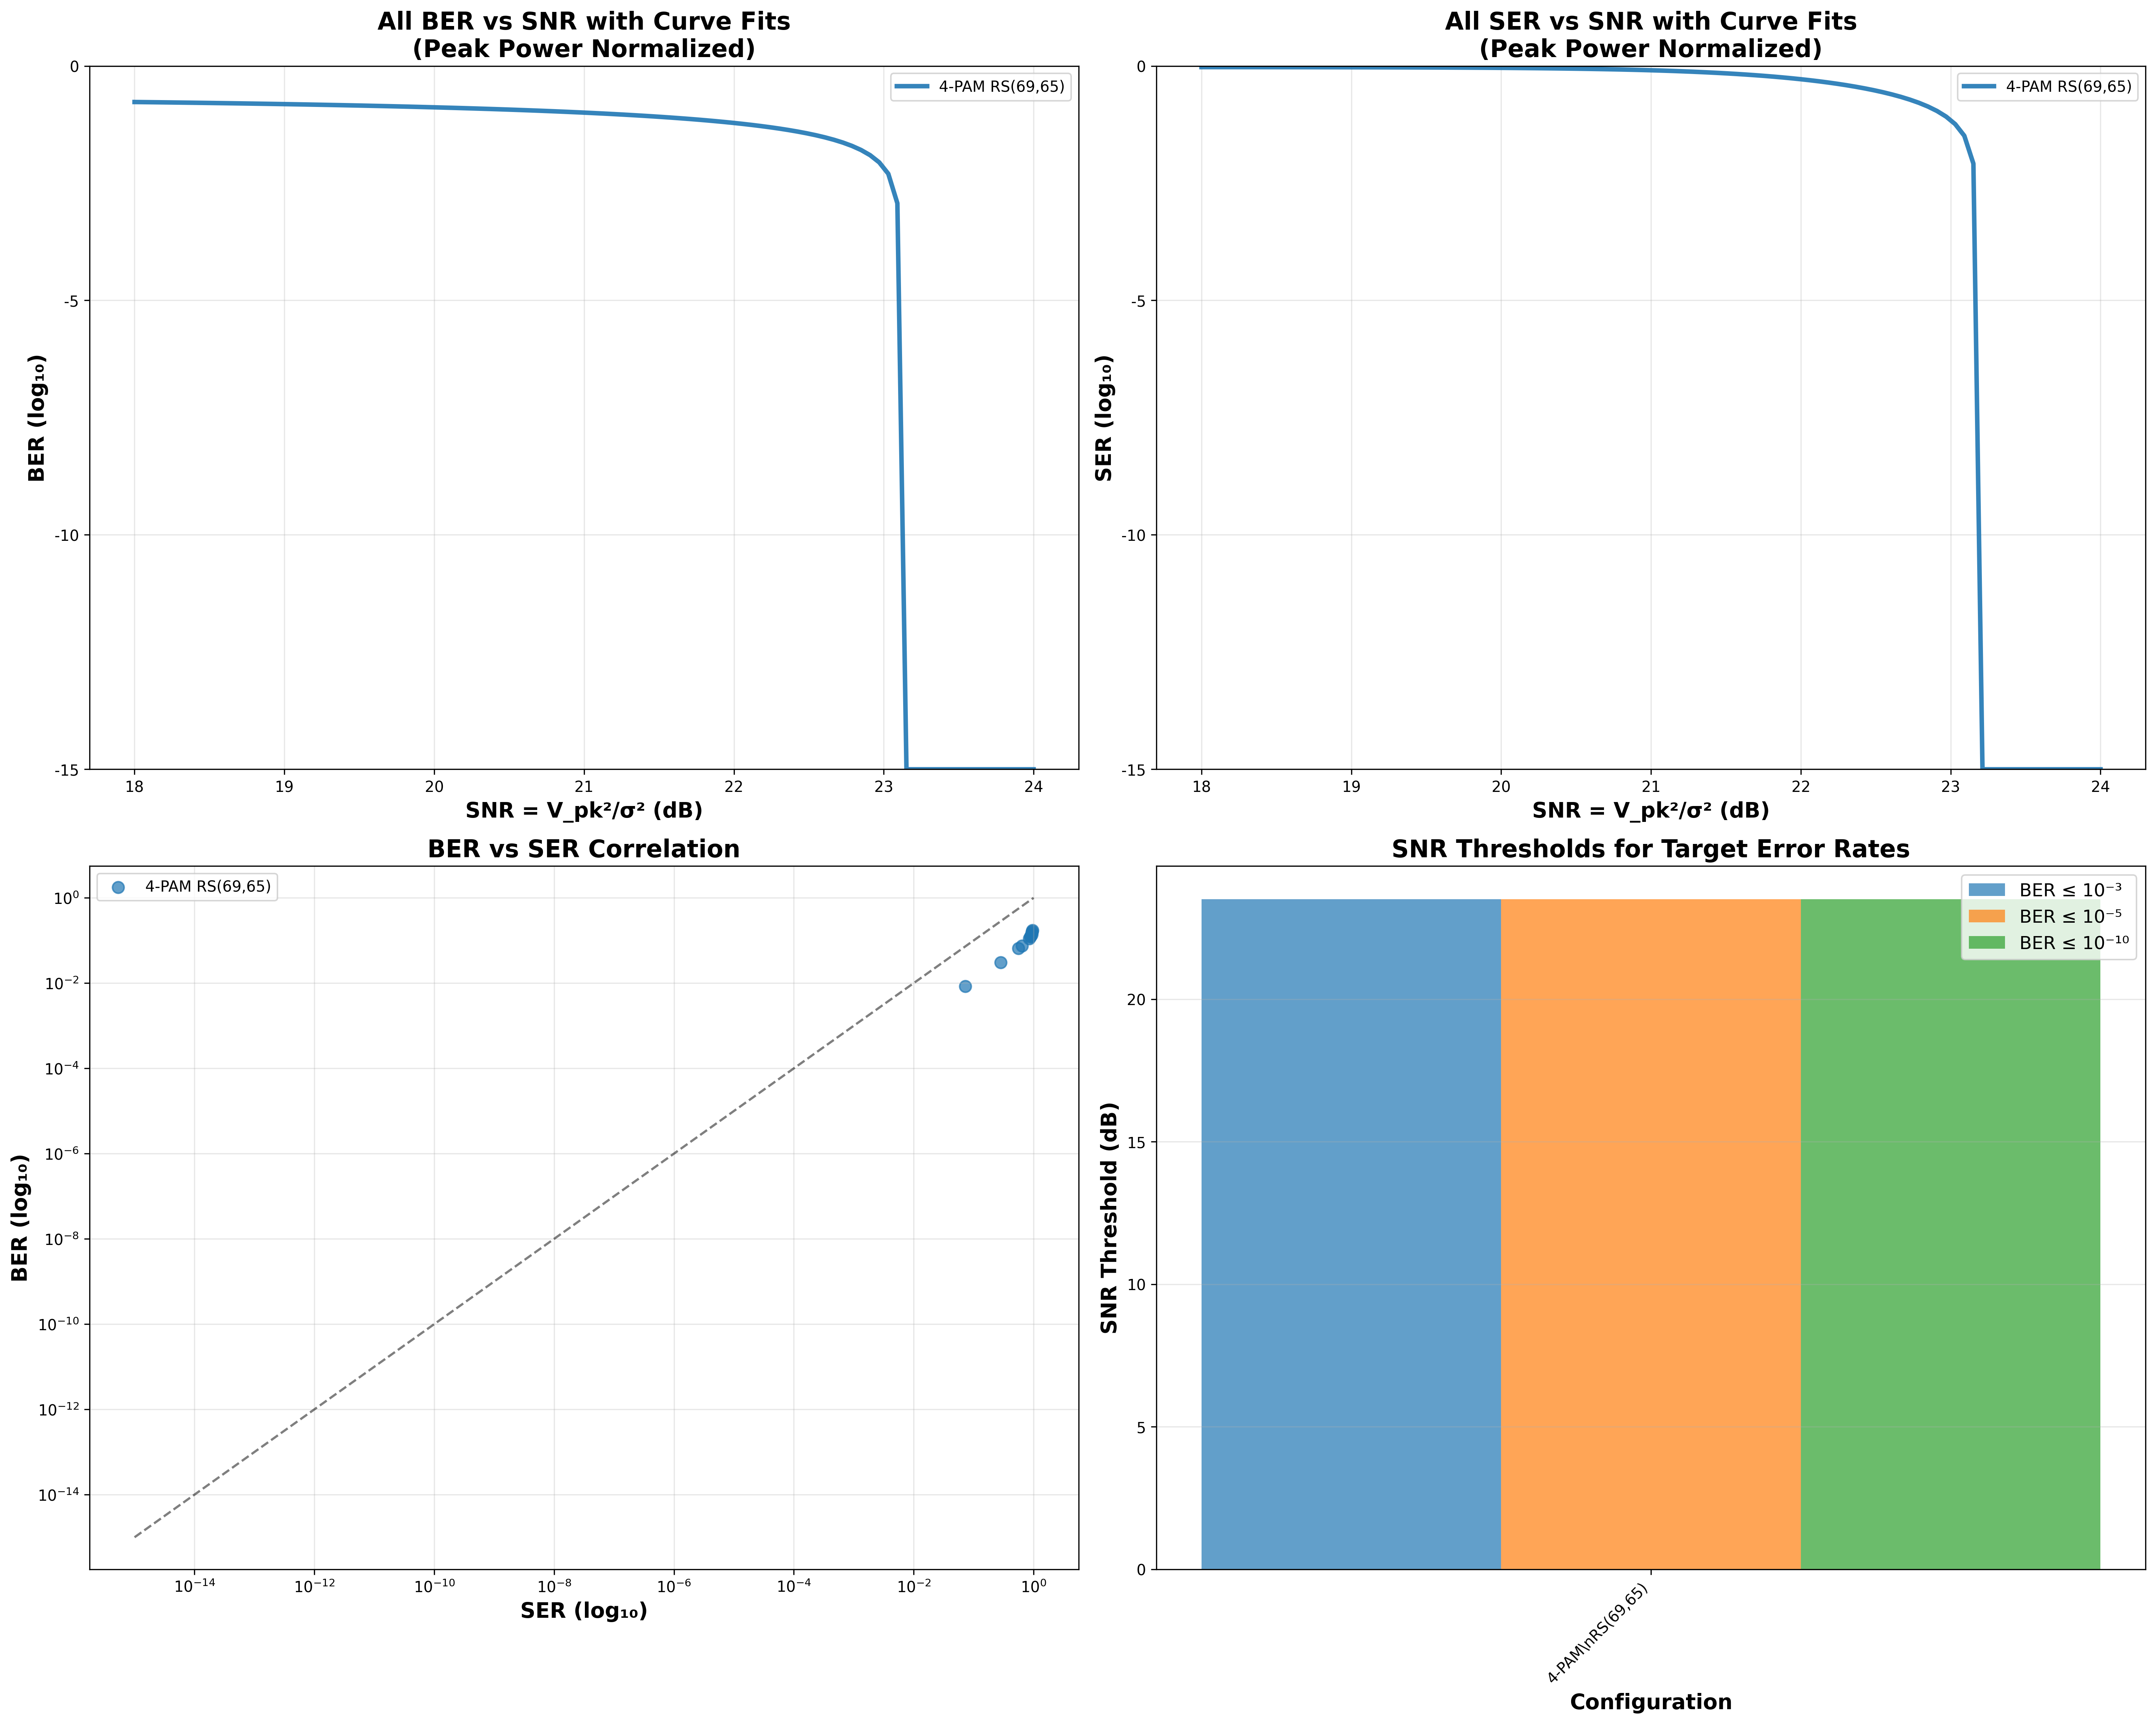 All BER vs SNR with Curve Fits
(Peak Power Normalized)
4-PAM RS(69,65)
BER (log₁₀)
0
-5
-10
-15
18 19 20 21 22 23 24
SNR = V_pk²/σ² (dB)
All SER vs SNR with Curve Fits
(Peak Power Normalized)
4-PAM RS(69,65)
SER (log₁₀)
0
-5
-10
-15
18 19 20 21 22 23 24
SNR = V_pk²/σ² (dB)
BER vs SER Correlation
4-PAM RS(69,65)
BER (log₁₀)
10⁰
10⁻²
10⁻⁴
10⁻⁶
10⁻⁸
10⁻¹⁰
10⁻¹²
10⁻¹⁴
10⁻¹⁴ 10⁻¹² 10⁻¹⁰ 10⁻⁸ 10⁻⁶ 10⁻⁴ 10⁻² 10⁰
SER (log₁₀)
SNR Thresholds for Target Error Rates
BER ≤ 10⁻³
BER ≤ 10⁻⁵
BER ≤ 10⁻¹⁰
SNR Threshold (dB)
20
15
10
5
0
4-PAM\nRS(69,65)
Configuration